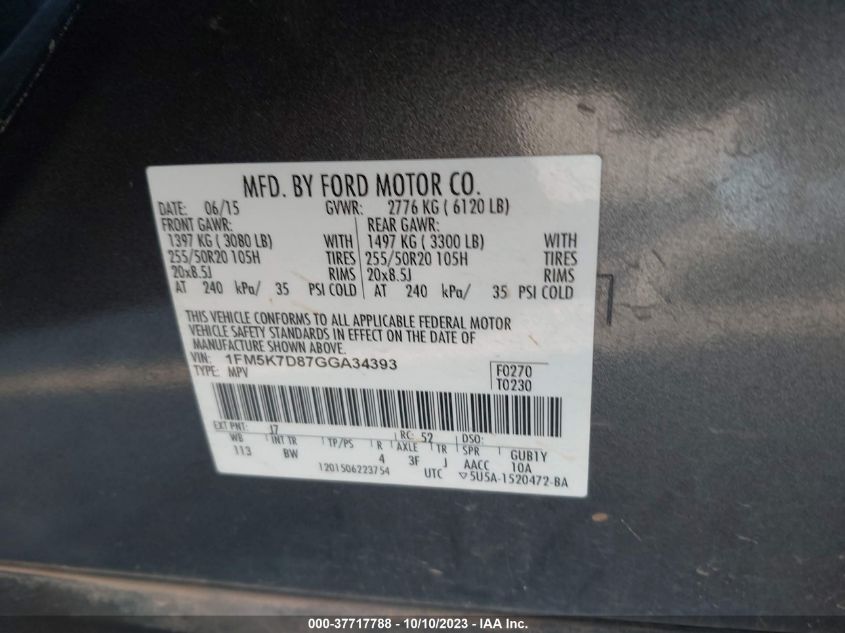 MFD. BY FORD MOTOR CO.
DATE: 06/15 GVWR: 2776 KG ( 6120 LB)
FRONT GAWR: REAR GAWR:
1397 KG ( 3080 LB) WITH 1497 KG ( 3300 LB) WITH
255/50R20 105H TIRES 255/50R20 105H TIRES
20x8.5J RIMS 20x8.5J RIMS
AT 240 kPa/ 35 PSI COLD AT 240 kPa/ 35 PSI COLD
THIS VEHICLE CONFORMS TO ALL APPLICABLE FEDERAL MOTOR
VEHICLE SAFETY STANDARDS IN EFFECT ON THE DATE OF
MANUFACTURE SHOWN ABOVE.
VIN: 1FM5K7D87GGA34393
TYPE: MPV
F0270
T0230
EXT PNT: J7 RC: 52 DSO:
WB INT TR TP/PS R AXLE TR SPR GUB1Y
113 BW 4 3F J AACC 10A
1201506223754 UTC ▽5U5A-1520472-BA
000-37717788 - 10/10/2023 - IAAI Inc.